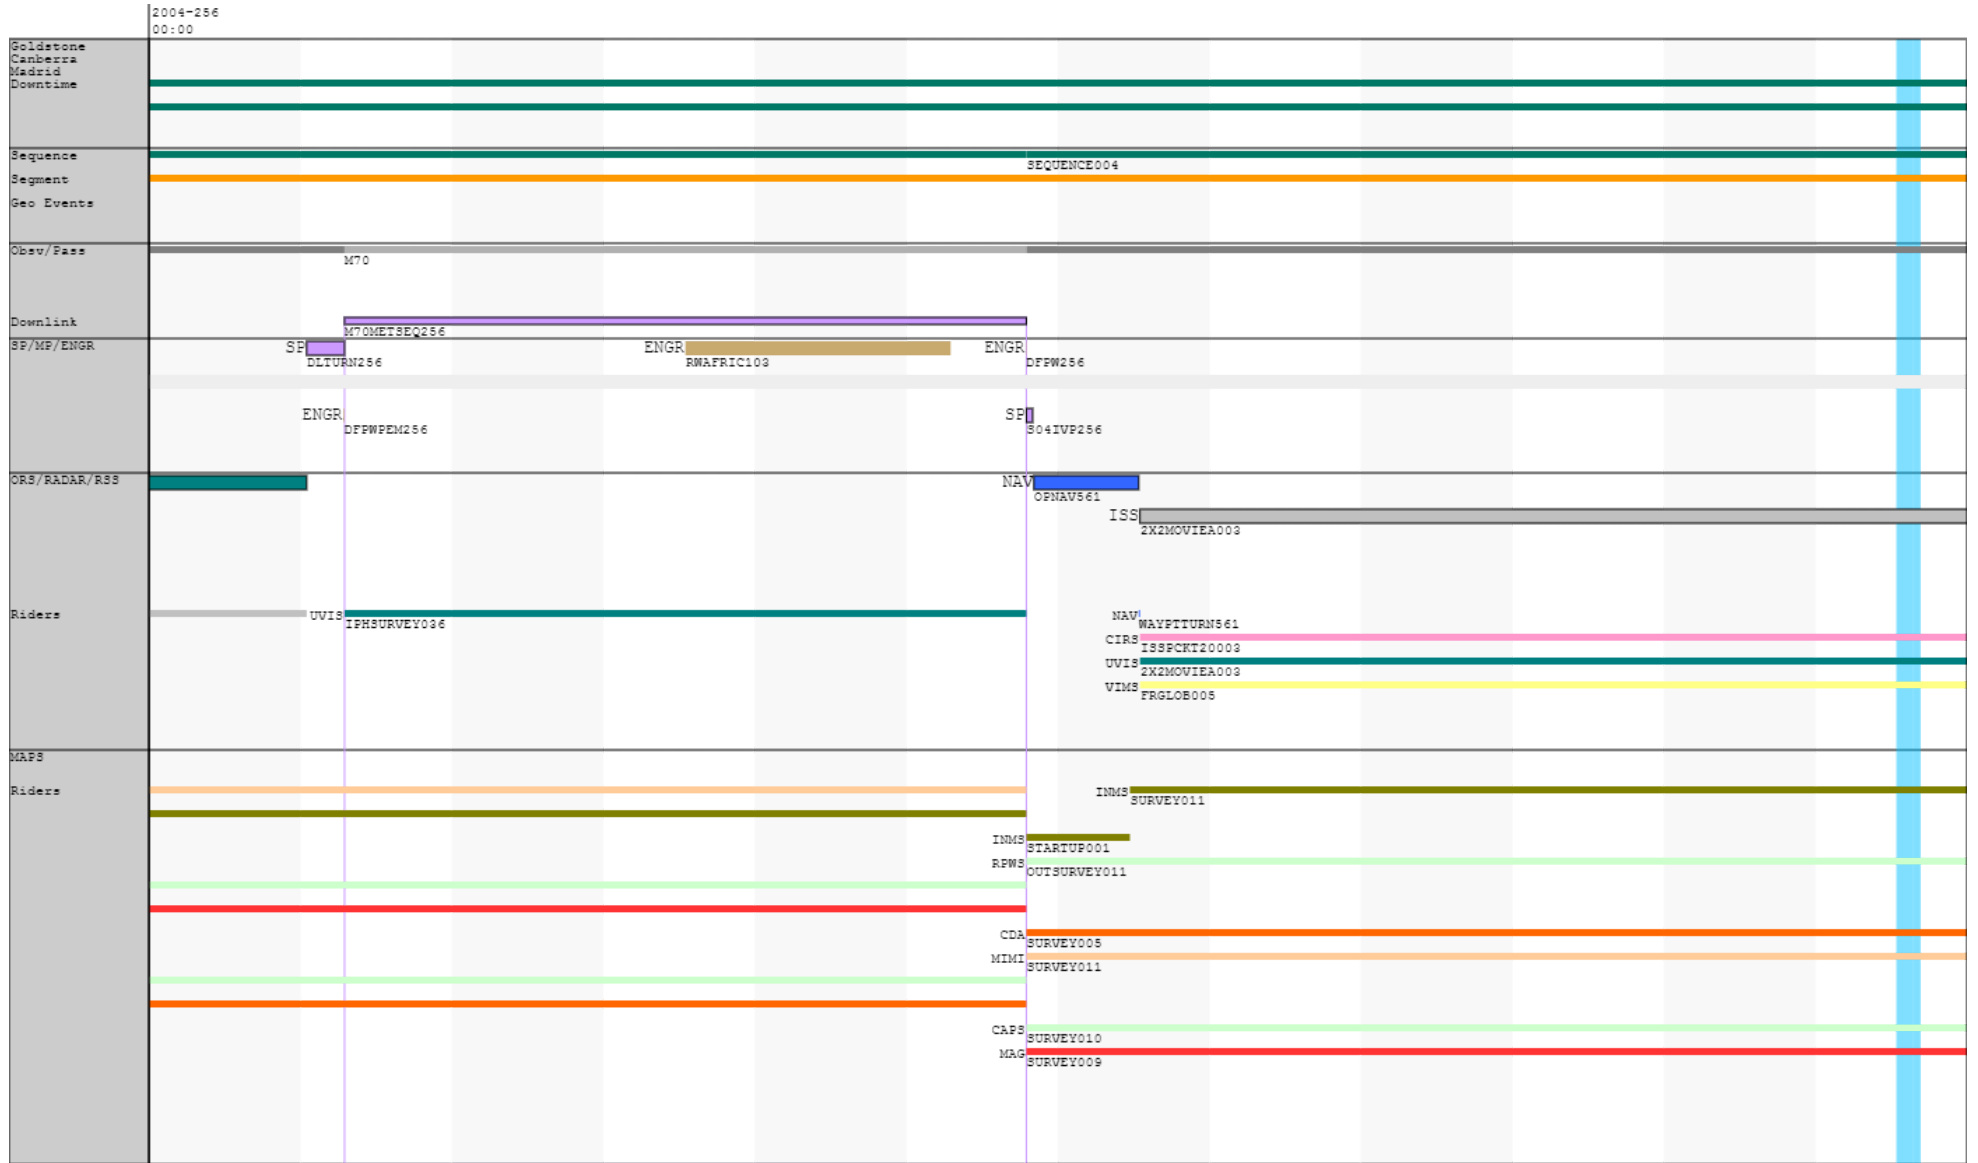 2004-256
00:00
Goldstone
Canberra
Madrid
Downtime
Sequence
SEQUENCE004
Segment
Geo Events
Obsv/Pass
M70
Downlink
M70METSEQ256
SP/MP/ENGR
SP
ENGR
ENGR
DLTURN256
RWAFRIC103
DFPW256
ENGR
SP
DFPWPEM256
S04IVP256
ORS/RADAR/RSS
NAV
OPNAV561
ISS
2X2MOVIEA003
Riders
UVIS
NAV
IPHSURVEY036
WAYPTTURN561
CIRS
ISSPCKT20003
UVIS
2X2MOVIEA003
VIMS
FRGLOB005
MAPS
Riders
INMS
SURVEY011
INMS
STARTUP001
RPWS
OUTSURVEY011
CDA
SURVEY005
MIMI
SURVEY011
CAPS
SURVEY010
MAG
SURVEY009